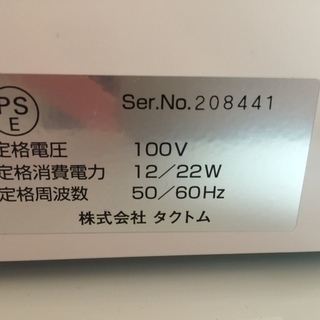 PS
E
Ser.No.208441
定格電圧 100V
定格消費電力 12/22W
定格周波数 50/60Hz
株式会社 タクトム